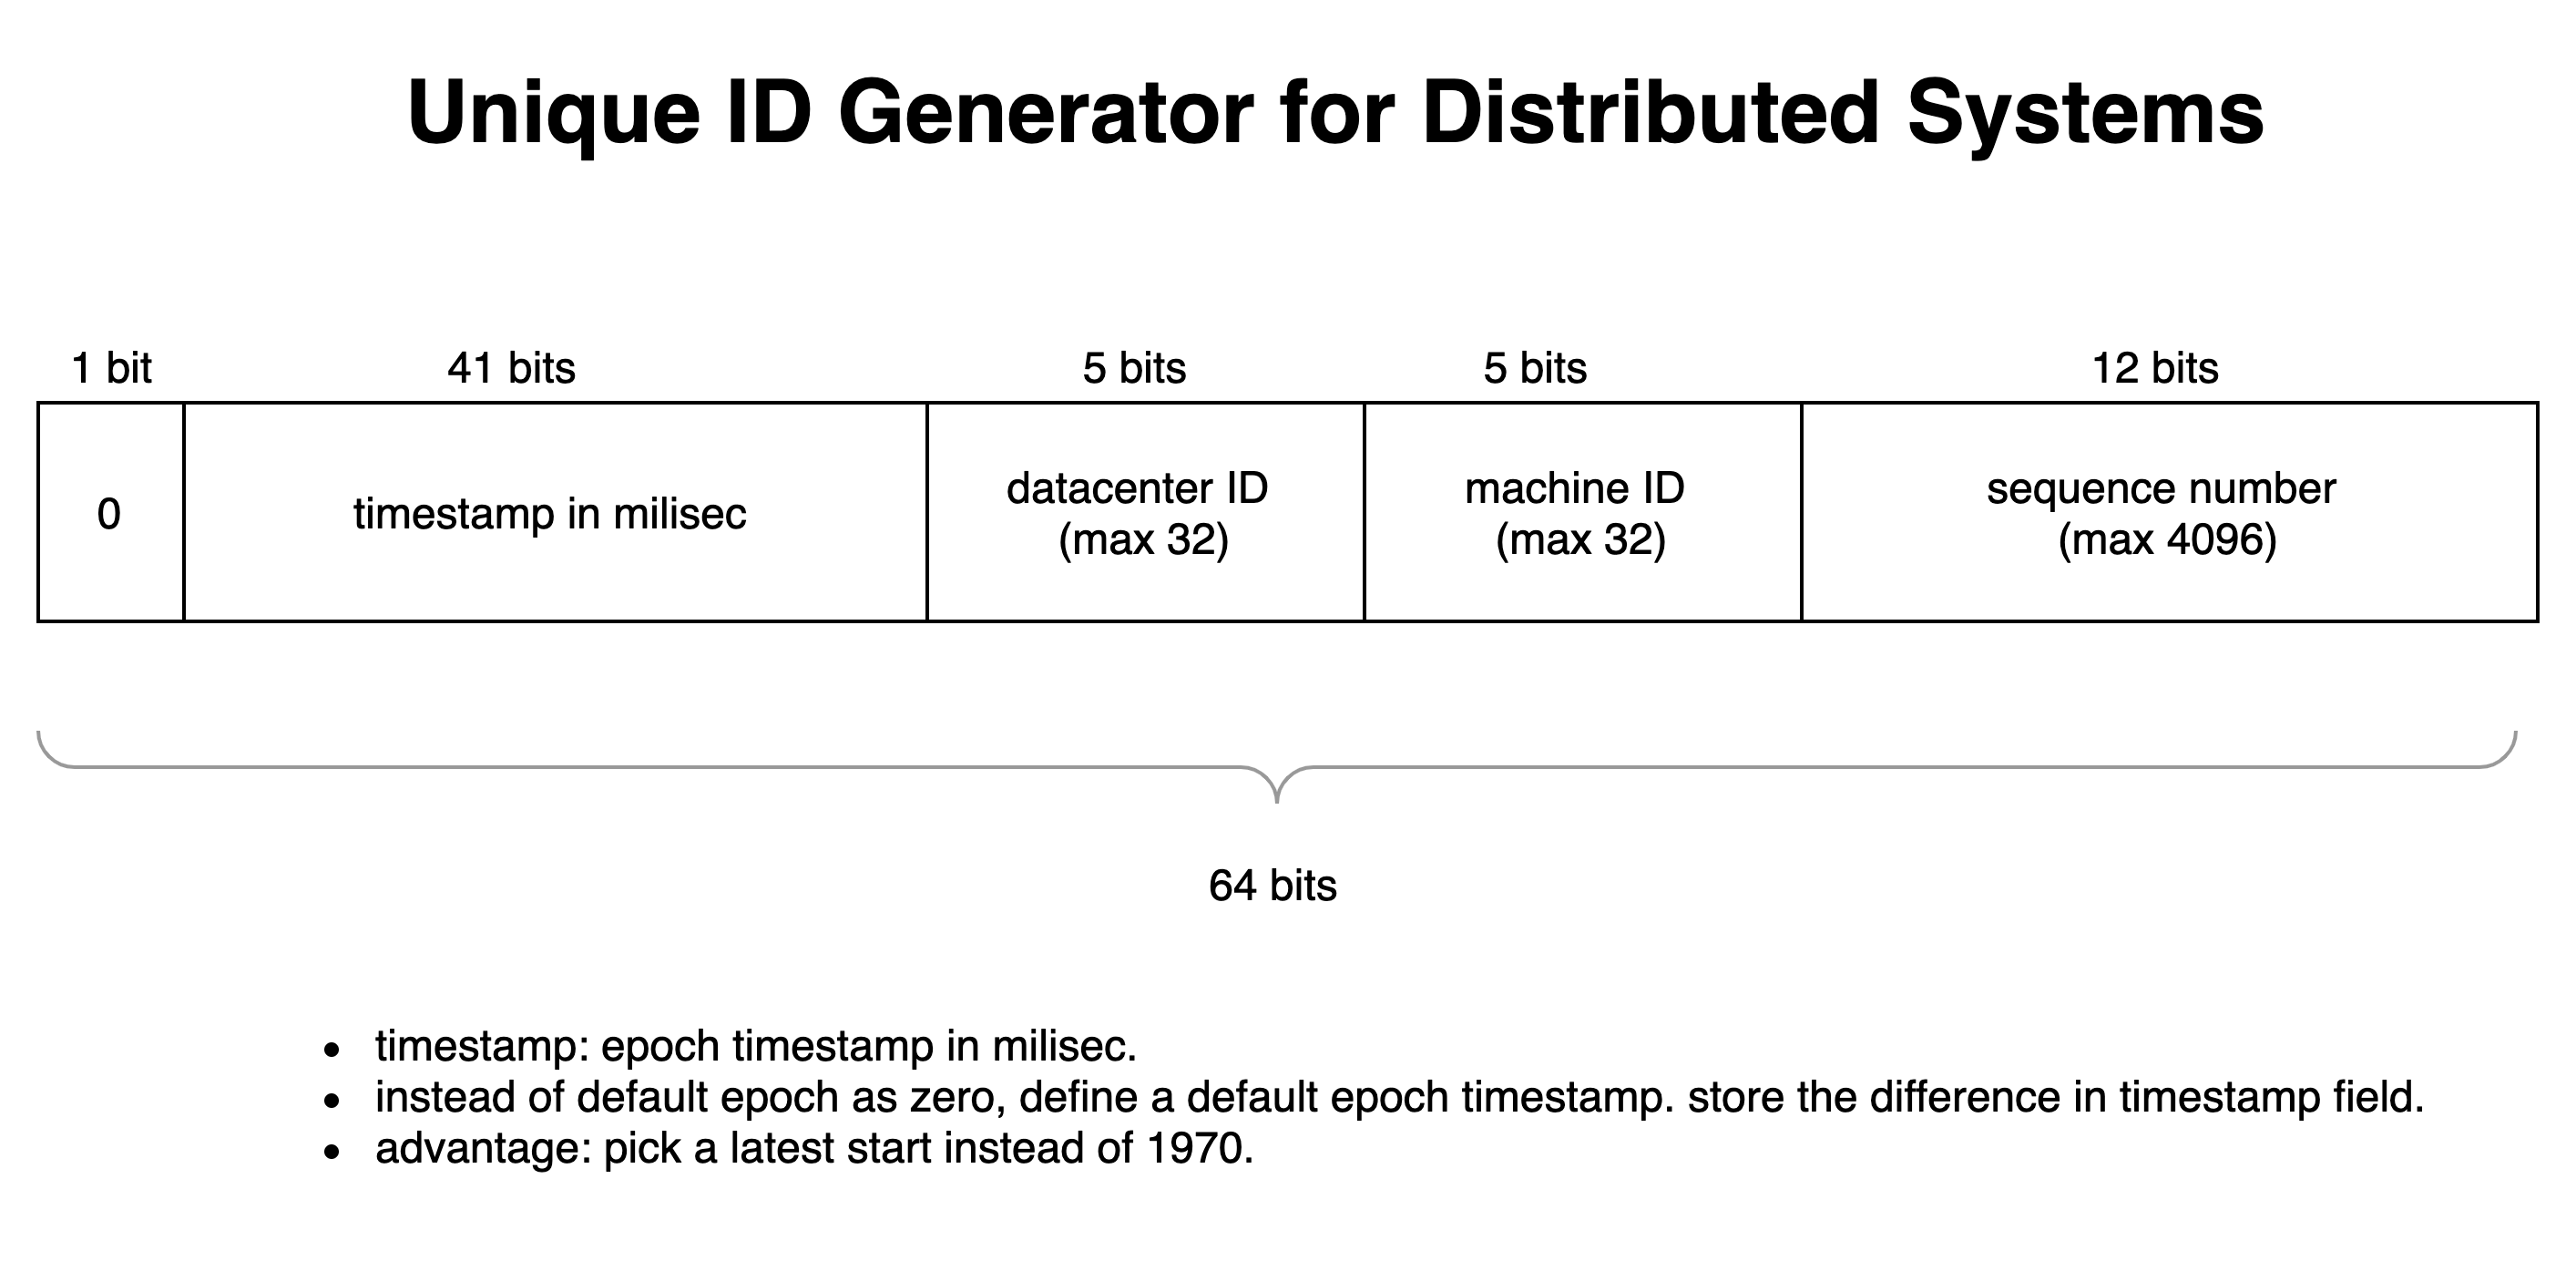 Unique ID Generator for Distributed Systems
1 bit
41 bits
5 bits
5 bits
12 bits
0
timestamp in milisec
datacenter ID
(max 32)
machine ID
(max 32)
sequence number
(max 4096)
64 bits
• timestamp: epoch timestamp in milisec.
• instead of default epoch as zero, define a default epoch timestamp. store the difference in timestamp field.
• advantage: pick a latest start instead of 1970.